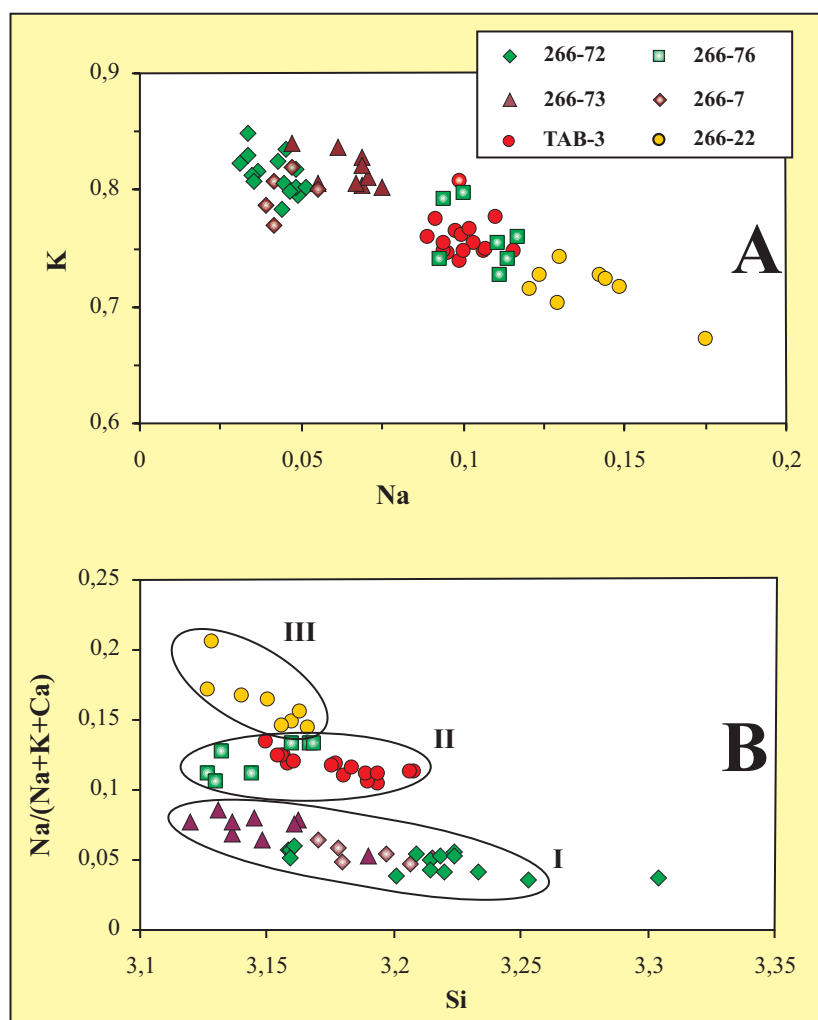 266-72 266-76
266-73 266-7
TAB-3 266-22
0,9
0,8
0,7
0,6
K
A
0 0,05 0,1 0,15 0,2
Na
0,25
0,2
0,15
0,1
0,05
0
Na/(Na+K+Ca)
III
II
I
B
3,1 3,15 3,2 3,25 3,3 3,35
Si